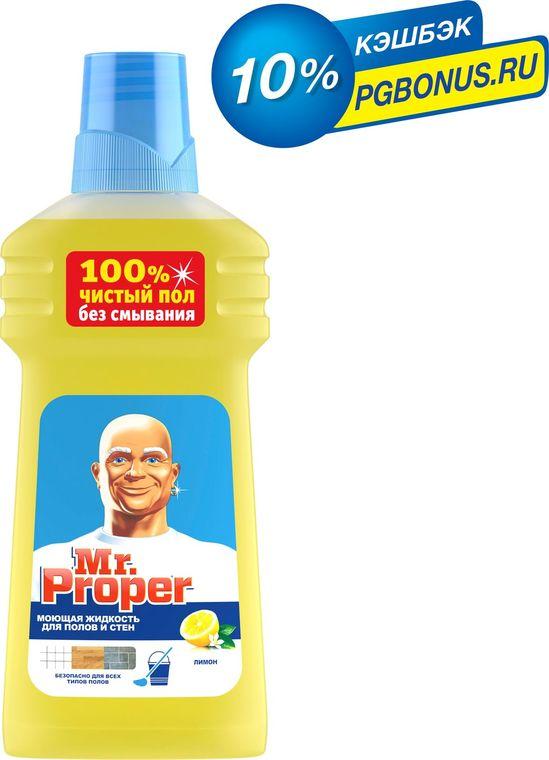 10% КЭШБЭК
PGBONUS.RU
100%
ЧИСТЫЙ ПОЛ
БЕЗ СМЫВАНИЯ
Mr.
Proper
МОЮЩАЯ ЖИДКОСТЬ
ДЛЯ ПОЛОВ И СТЕН
ЛИМОН
БЕЗОПАСНО ДЛЯ ВСЕХ
ТИПОВ ПОЛОВ